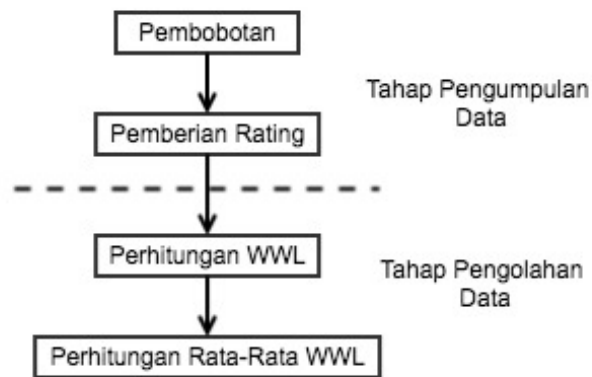 Pembobotan
Tahap Pengumpulan
Data
Pemberian Rating
Perhitungan WWL
Tahap Pengolahan
Data
Perhitungan Rata-Rata WWL